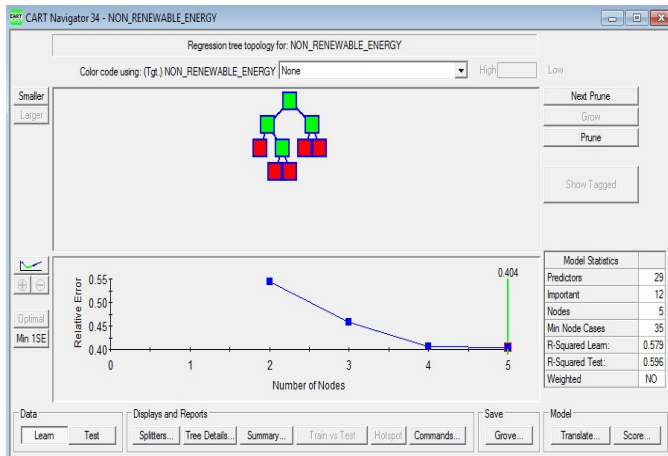 CART Navigator 34 - NON_RENEWABLE_ENERGY
Regression tree topology for: NON_RENEWABLE_ENERGY
Color code using: (Tgt.) NON_RENEWABLE_ENERGY None High Low
Smaller
Larger
Next Prune
Grow
Prune
Show Tagged
Optimal
Min 1SE
Relative Error
0.55
0.50
0.45
0.40
0.404
0 1 2 3 4 5
Number of Nodes
Model Statistics
Predictors 29
Important 12
Nodes 5
Min Node Cases 35
R-Squared Learn: 0.579
R-Squared Test: 0.596
Weighted NO
Data
Learn Test
Displays and Reports
Splitters... Tree Details... Summary... Train vs Test Hotspot Commands...
Save
Grove...
Model
Translate... Score...